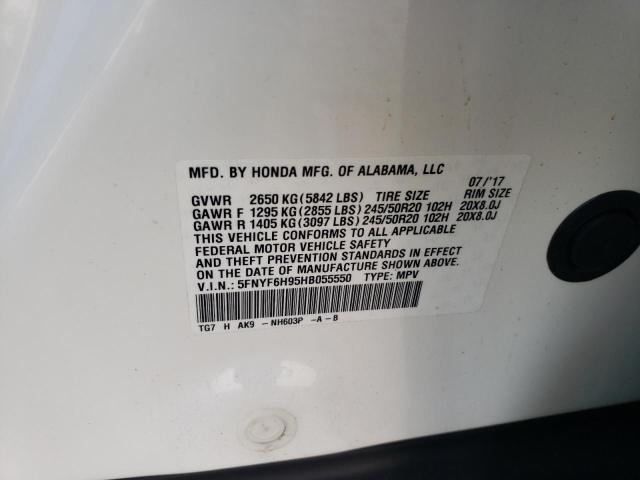 MFD. BY HONDA MFG. OF ALABAMA, LLC
07/'17
GVWR 2650 KG(5842 LBS) TIRE SIZE RIM SIZE
GAWR F 1295 KG(2855 LBS)245/50R20 102H 20X8.0J
GAWR R 1405 KG(3097 LBS)245/50R20 102H 20X8.0J
THIS VEHICLE CONFORMS TO ALL APPLICABLE
FEDERAL MOTOR VEHICLE SAFETY
AND THEFT PREVENTION STANDARDS IN EFFECT
ON THE DATE OF MANUFACTURE SHOWN ABOVE.
V.I.N.: 5FNYF6H95HB055550 TYPE: MPV
TG7 H AK9 - NH603P -A - B